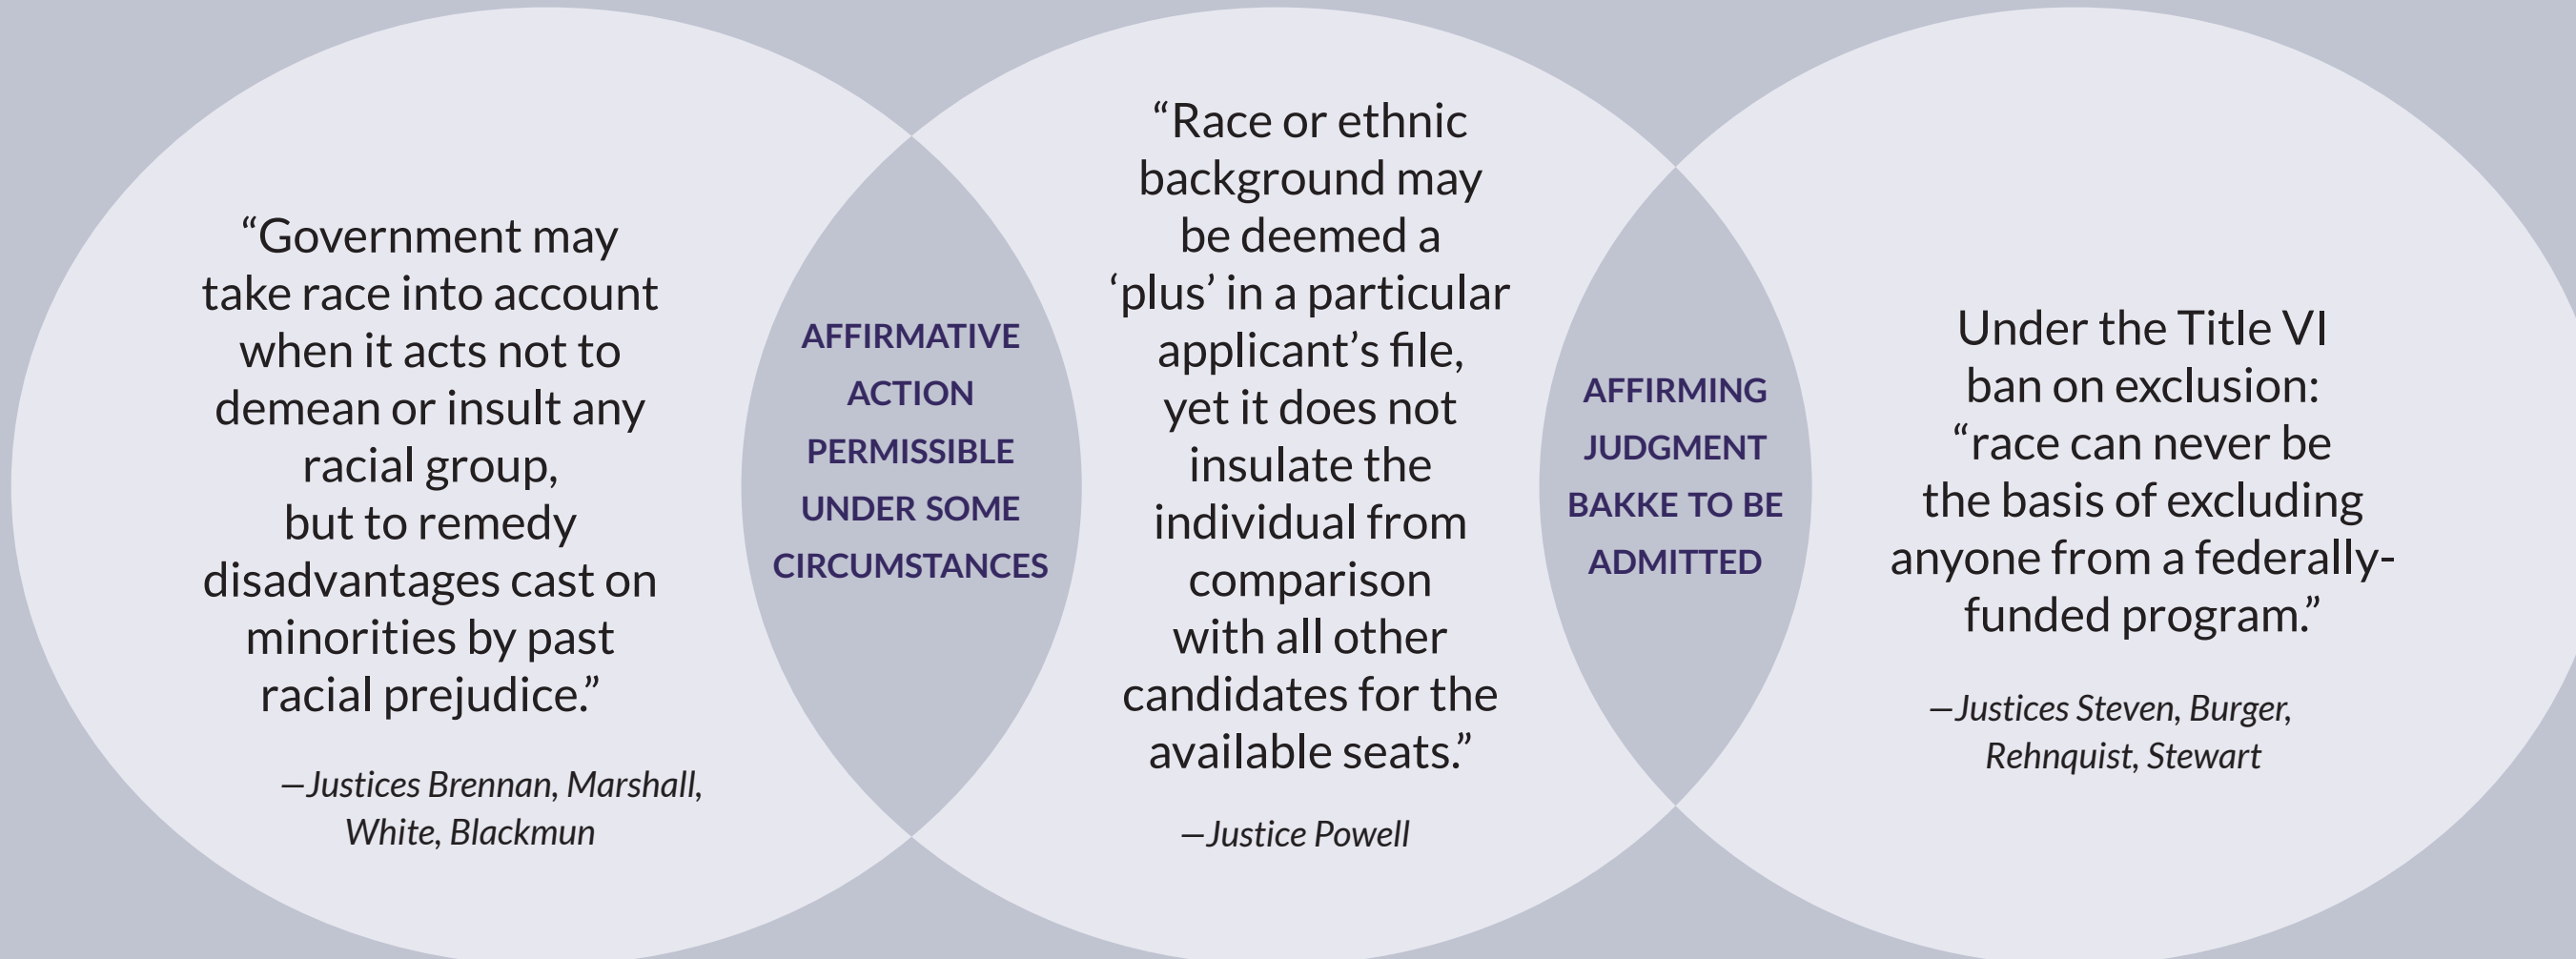 “Government may
take race into account
when it acts not to
demean or insult any
racial group,
but to remedy
disadvantages cast on
minorities by past
racial prejudice.”
—Justices Brennan, Marshall,
White, Blackmun
AFFIRMATIVE
ACTION
PERMISSIBLE
UNDER SOME
CIRCUMSTANCES
“Race or ethnic
background may
be deemed a
‘plus’ in a particular
applicant’s file,
yet it does not
insulate the
individual from
comparison
with all other
candidates for the
available seats.”
—Justice Powell
AFFIRMING
JUDGMENT
BAKKE TO BE
ADMITTED
Under the Title VI
ban on exclusion:
“race can never be
the basis of excluding
anyone from a federally-
funded program.”
—Justices Steven, Burger,
Rehnquist, Stewart